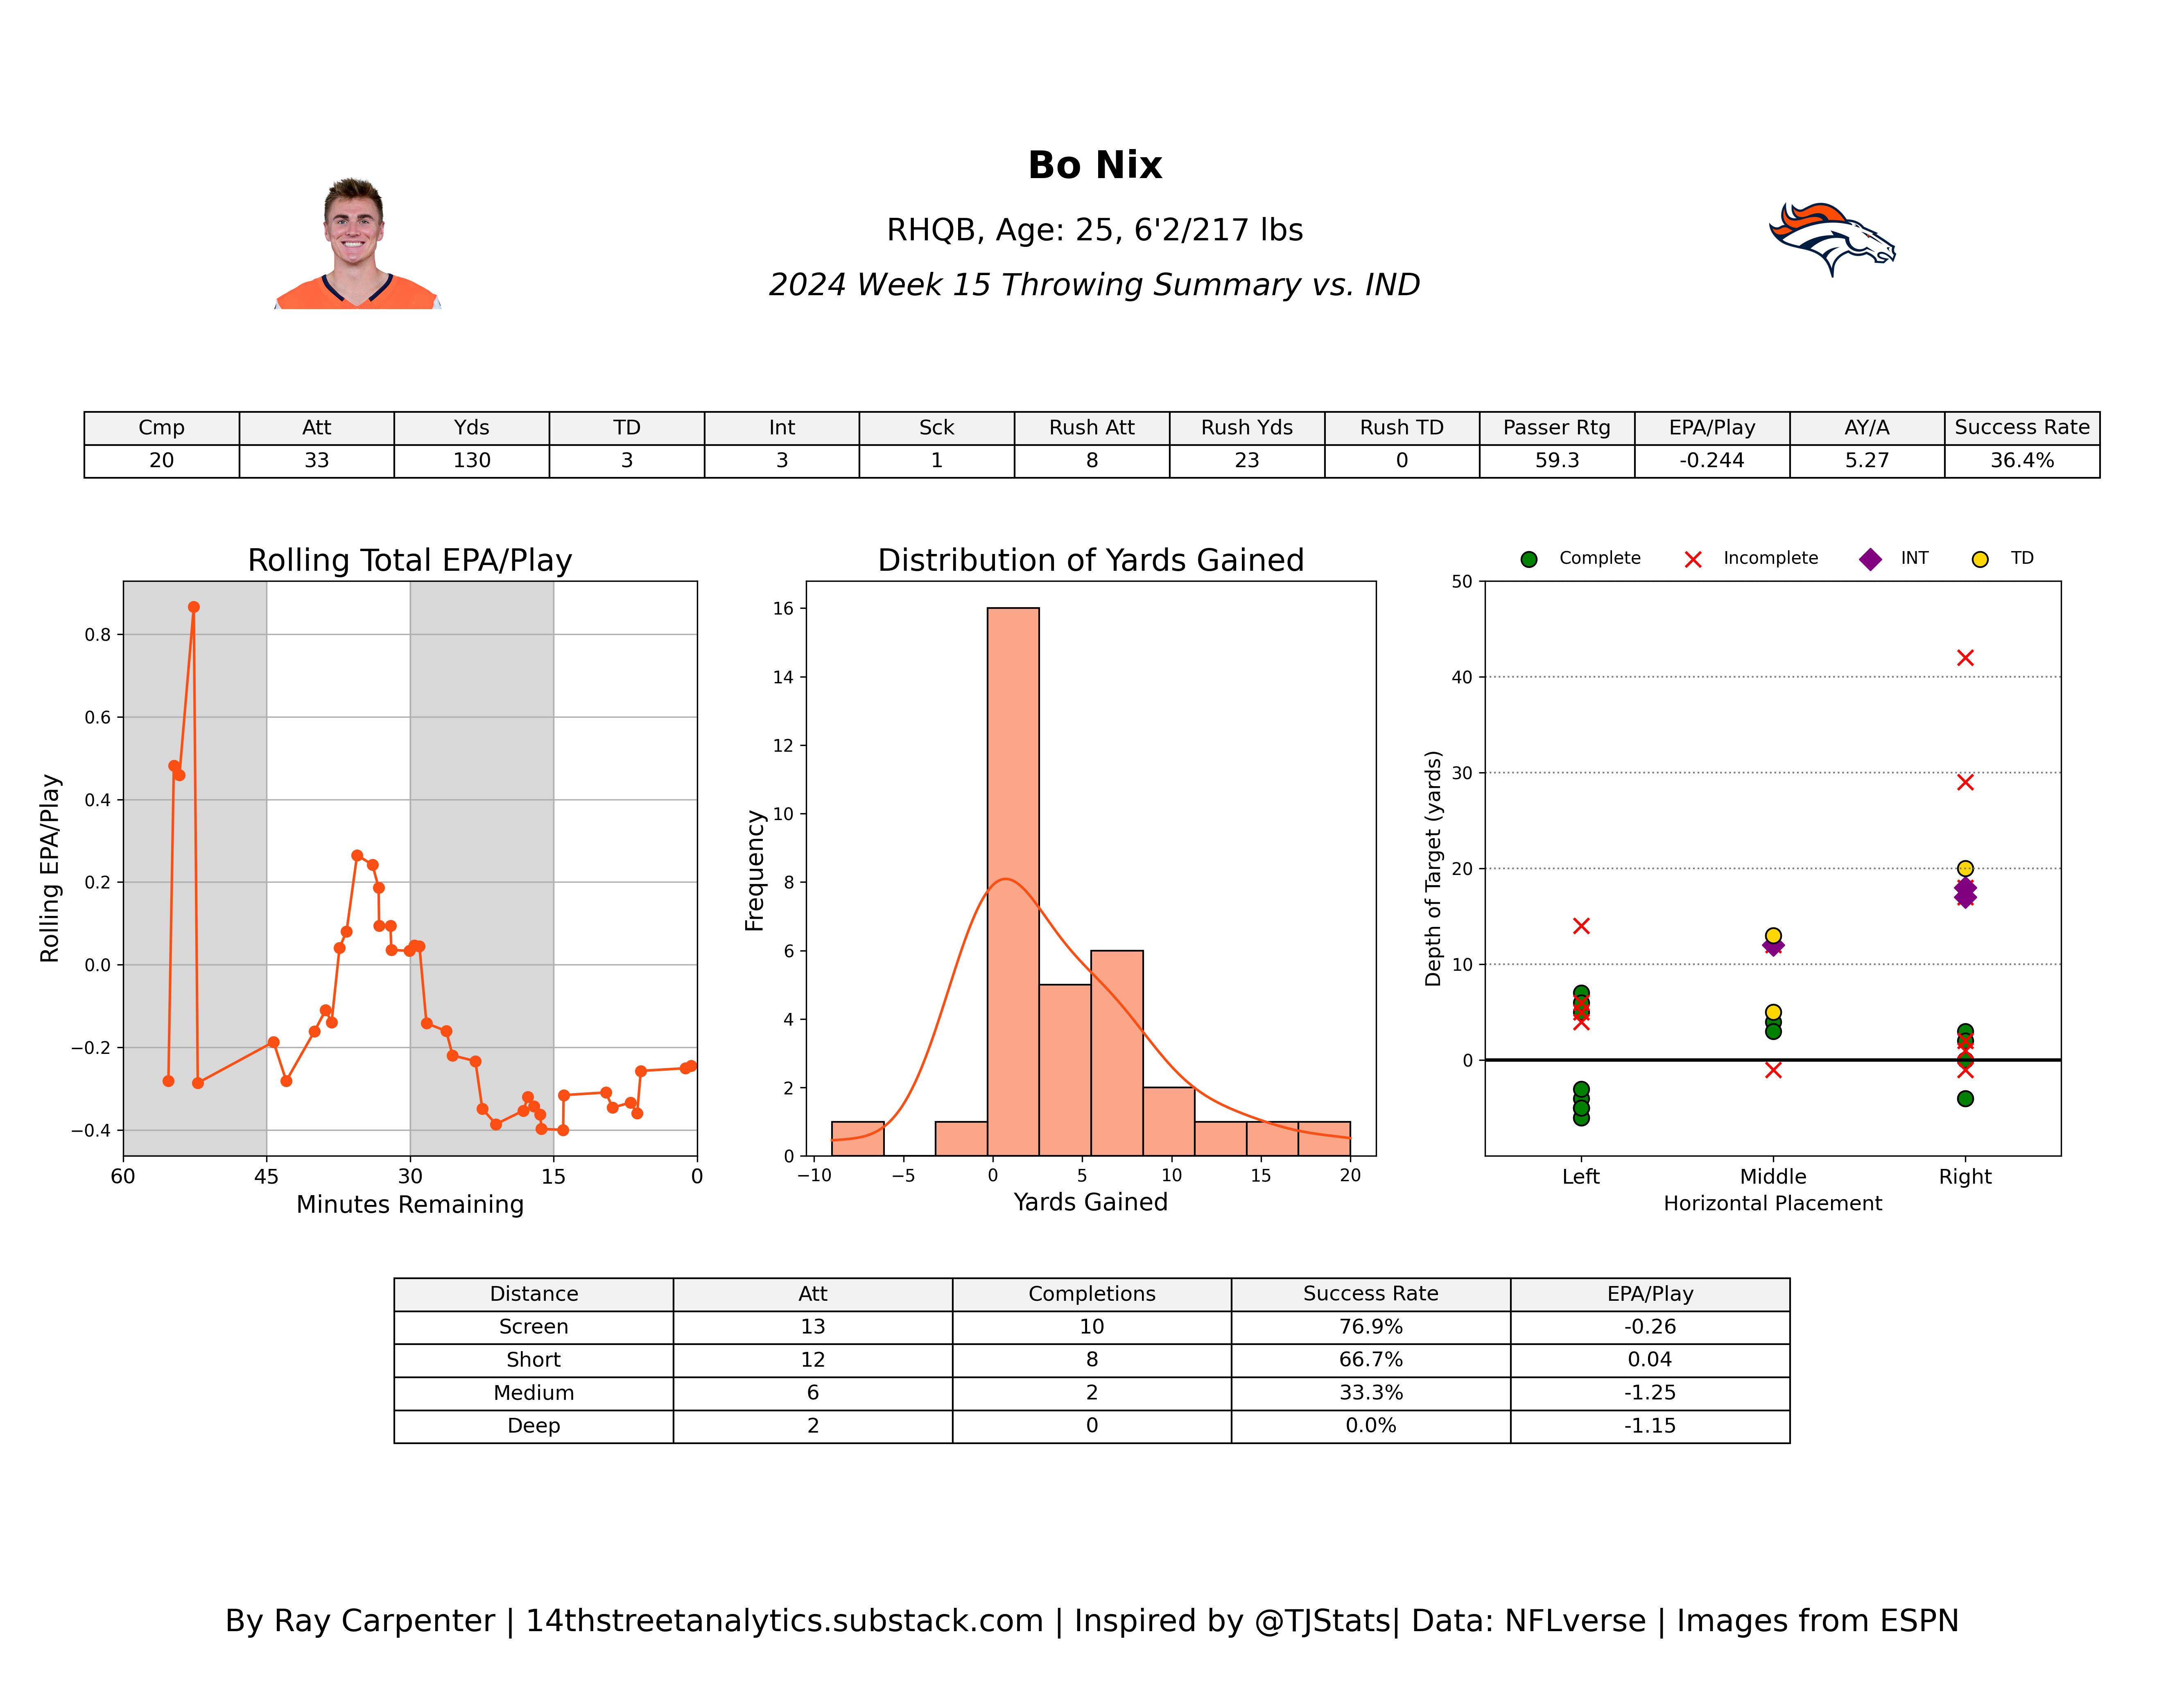 Bo Nix
RHQB, Age: 25, 6'2/217 lbs
2024 Week 15 Throwing Summary vs. IND
Cmp Att Yds TD Int Sck Rush Att Rush Yds Rush TD Passer Rtg EPA/Play AY/A Success Rate
20 33 130 3 3 1 8 23 0 59.3 -0.244 5.27 36.4%
Rolling Total EPA/Play
Rolling EPA/Play
0.8
0.6
0.4
0.2
0.0
−0.2
−0.4
60 45 30 15 0
Minutes Remaining
Distribution of Yards Gained
Frequency
16
14
12
10
8
6
4
2
0
−10 −5 0 5 10 15 20
Yards Gained
Complete Incomplete INT TD
Depth of Target (yards)
50
40
30
20
10
0
Left Middle Right
Horizontal Placement
Distance Att Completions Success Rate EPA/Play
Screen 13 10 76.9% -0.26
Short 12 8 66.7% 0.04
Medium 6 2 33.3% -1.25
Deep 2 0 0.0% -1.15
By Ray Carpenter | 14thstreetanalytics.substack.com | Inspired by @TJStats| Data: NFLverse | Images from ESPN